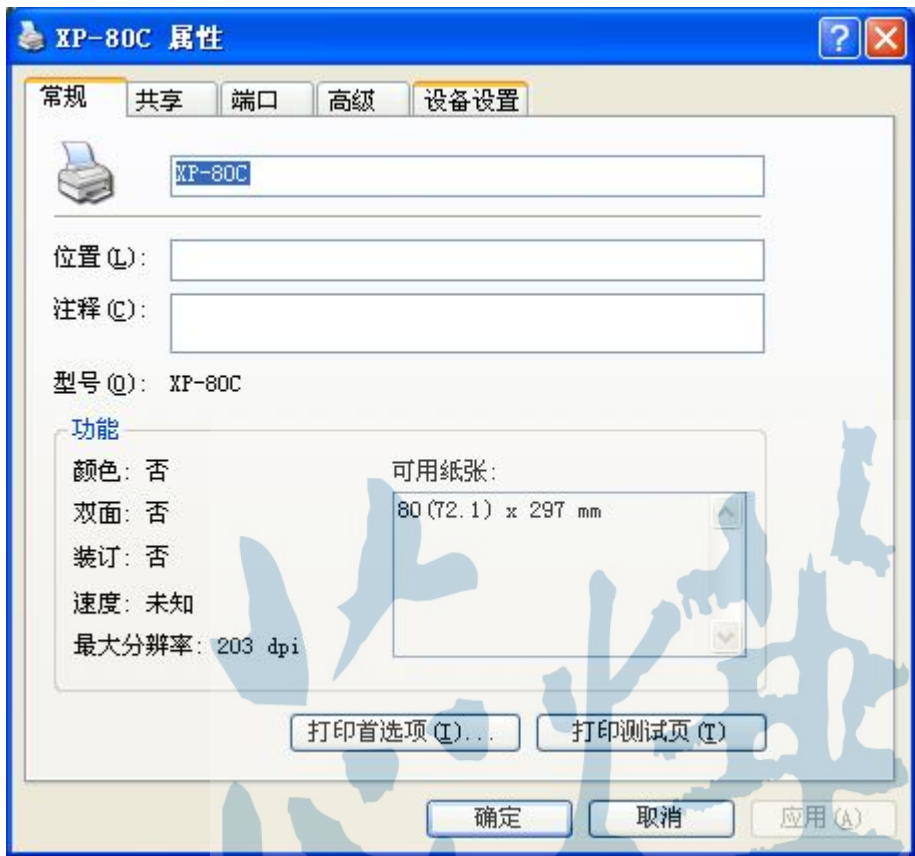 XP-80C 属性
常规 共享 端口 高级 设备设置
XP-80C
位置(L):
注释(C):
型号(O): XP-80C
功能
颜色: 否
双面: 否
装订: 否
速度: 未知
最大分辨率: 203 dpi
可用纸张:
80(72.1) x 297 mm
打印首选项(I)... 打印测试页(T)
确定 取消 应用(A)